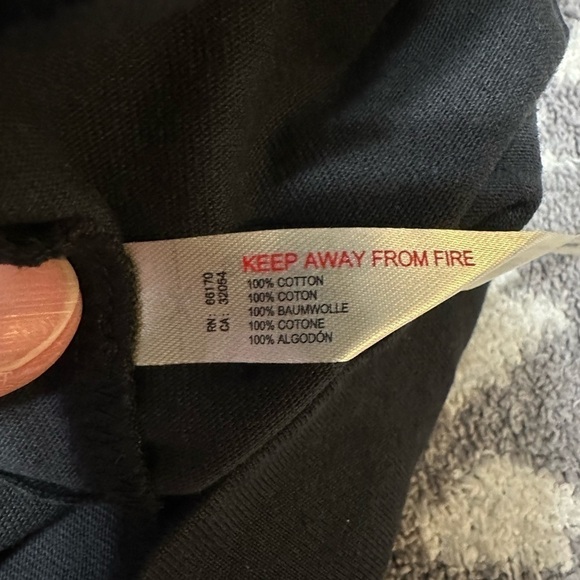 KEEP AWAY FROM FIRE
100% COTTON
100% COTON
100% BAUMWOLLE
100% COTONE
100% ALGODÓN
RN: 66170
CA: 32054